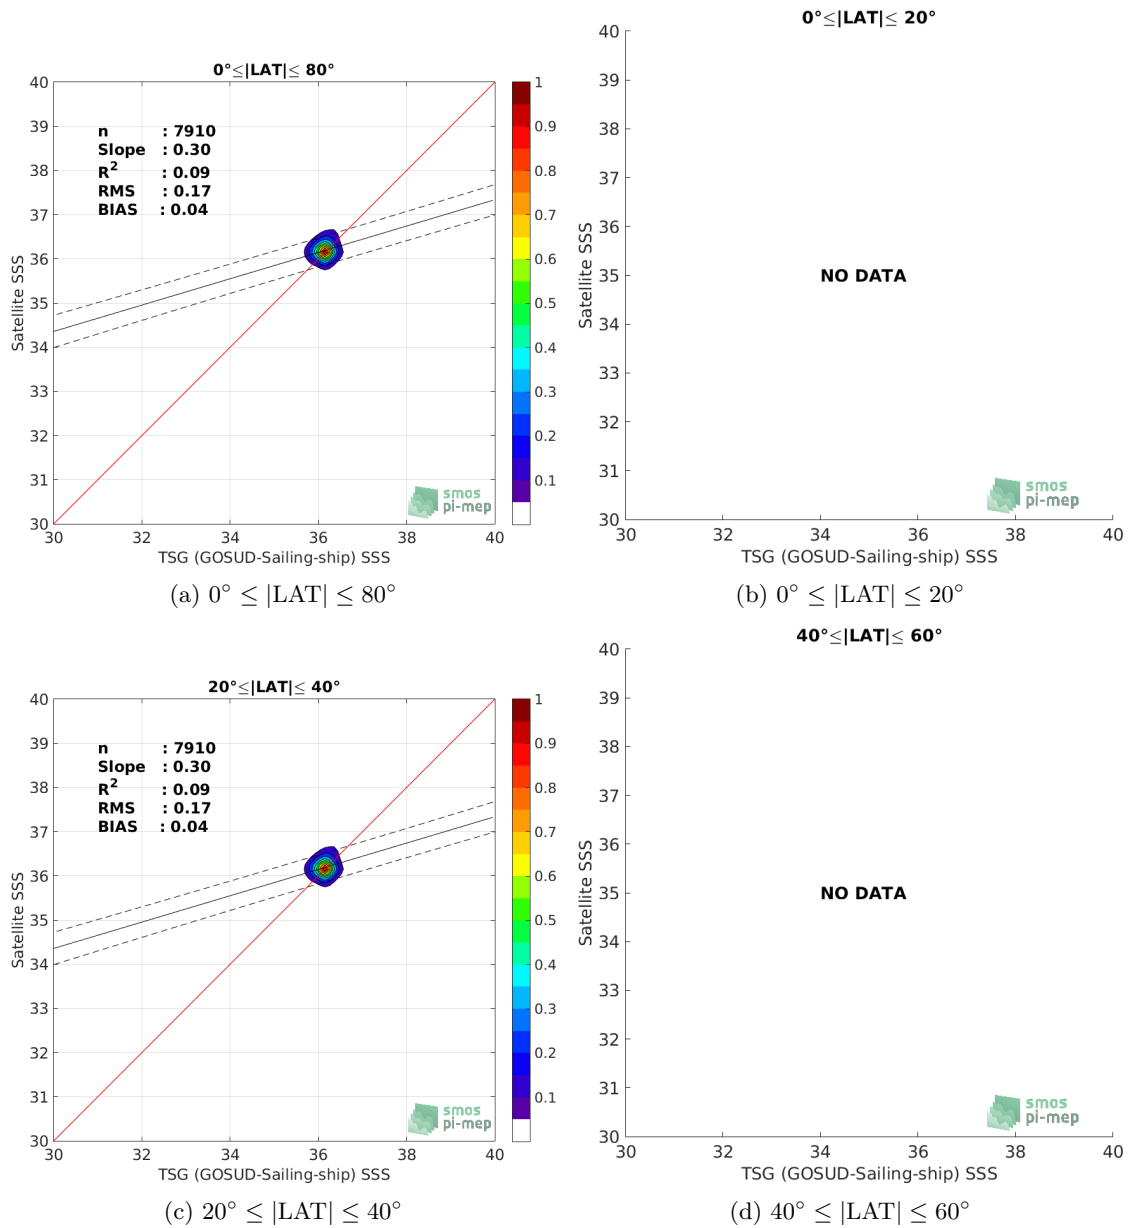 0°≤|LAT|≤ 80°
40
39
38
37
36
35
34
33
32
31
30
n : 7910
Slope : 0.30
R² : 0.09
RMS : 0.17
BIAS : 0.04
Satellite SSS
smos
pi-mep
30 32 34 36 38 40
TSG (GOSUD-Sailing-ship) SSS
1
0.9
0.8
0.7
0.6
0.5
0.4
0.3
0.2
0.1
(a) 0° ≤ |LAT| ≤ 80°
0°≤|LAT|≤ 20°
40
39
38
37
36
35
34
33
32
31
30
Satellite SSS
NO DATA
smos
pi-mep
30 32 34 36 38 40
TSG (GOSUD-Sailing-ship) SSS
(b) 0° ≤ |LAT| ≤ 20°
20°≤|LAT|≤ 40°
40
39
38
37
36
35
34
33
32
31
30
n : 7910
Slope : 0.30
R² : 0.09
RMS : 0.17
BIAS : 0.04
Satellite SSS
smos
pi-mep
30 32 34 36 38 40
TSG (GOSUD-Sailing-ship) SSS
1
0.9
0.8
0.7
0.6
0.5
0.4
0.3
0.2
0.1
(c) 20° ≤ |LAT| ≤ 40°
40°≤|LAT|≤ 60°
40
39
38
37
36
35
34
33
32
31
30
Satellite SSS
NO DATA
smos
pi-mep
30 32 34 36 38 40
TSG (GOSUD-Sailing-ship) SSS
(d) 40° ≤ |LAT| ≤ 60°